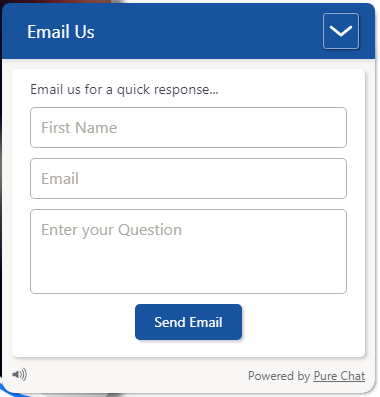 Email Us
Email us for a quick response...
First Name
Email
Enter your Question
Send Email
Powered by Pure Chat